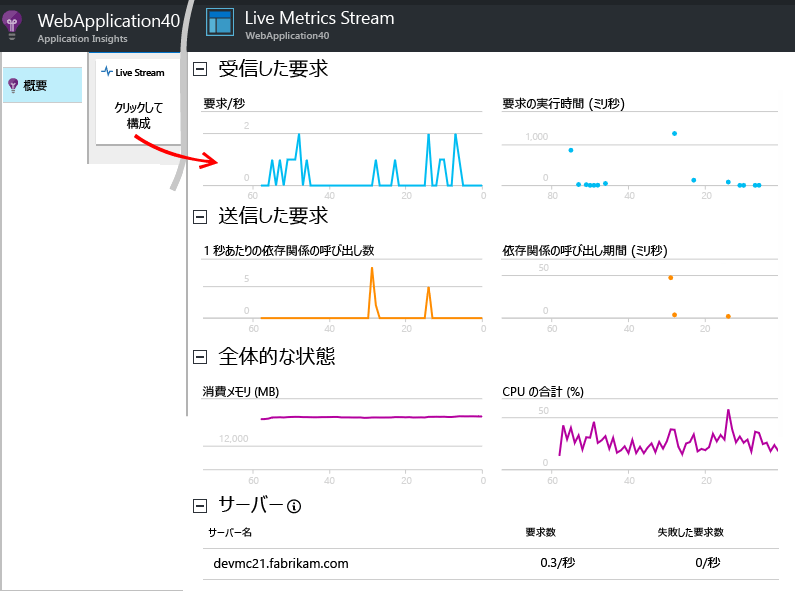 WebApplication40
Application Insights
Live Metrics Stream
WebApplication40
概要
Live Stream
クリックして
構成
受信した要求
要求/秒
2
0
60 40 20 0
要求の実行時間 (ミリ秒)
1,000
0
80 40 20
送信した要求
1 秒あたりの依存関係の呼び出し数
5
0
60 40 20 0
依存関係の呼び出し期間 (ミリ秒)
50
0
60 40 20
全体的な状態
消費メモリ (MB)
12,000
60 40 20 0
CPU の合計 (%)
50
0
60 40 20
サーバー
サーバー名 要求数 失敗した要求数
devmc21.fabrikam.com 0.3/秒 0/秒